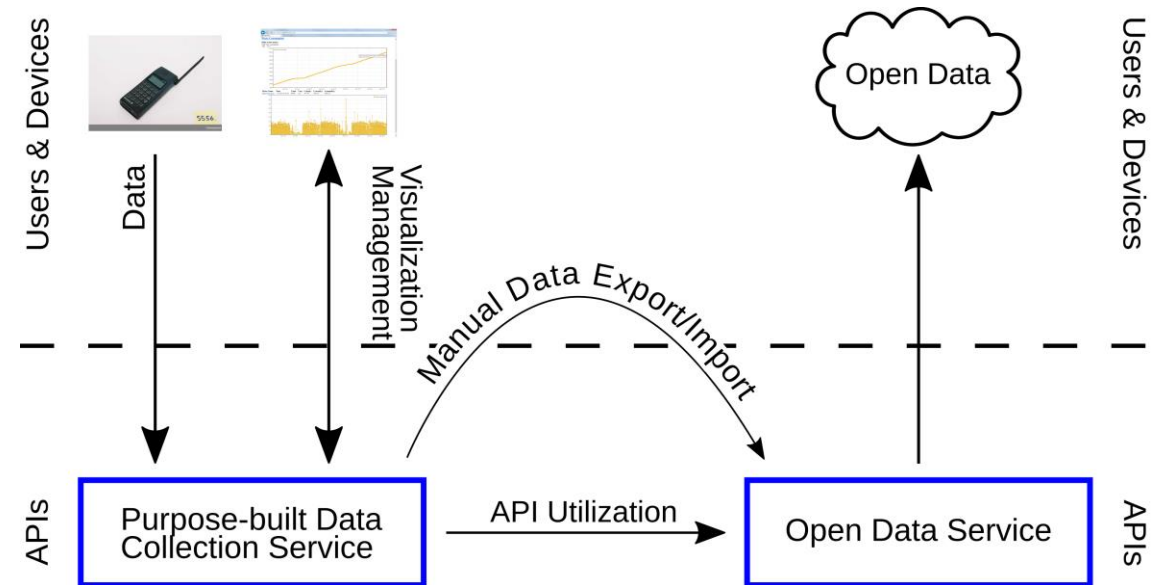 Users & Devices
Data
Visualization
Management
Open Data
Users & Devices
Manual Data Export/Import
APIs
Purpose-built Data
Collection Service
API Utilization
Open Data Service
APIs